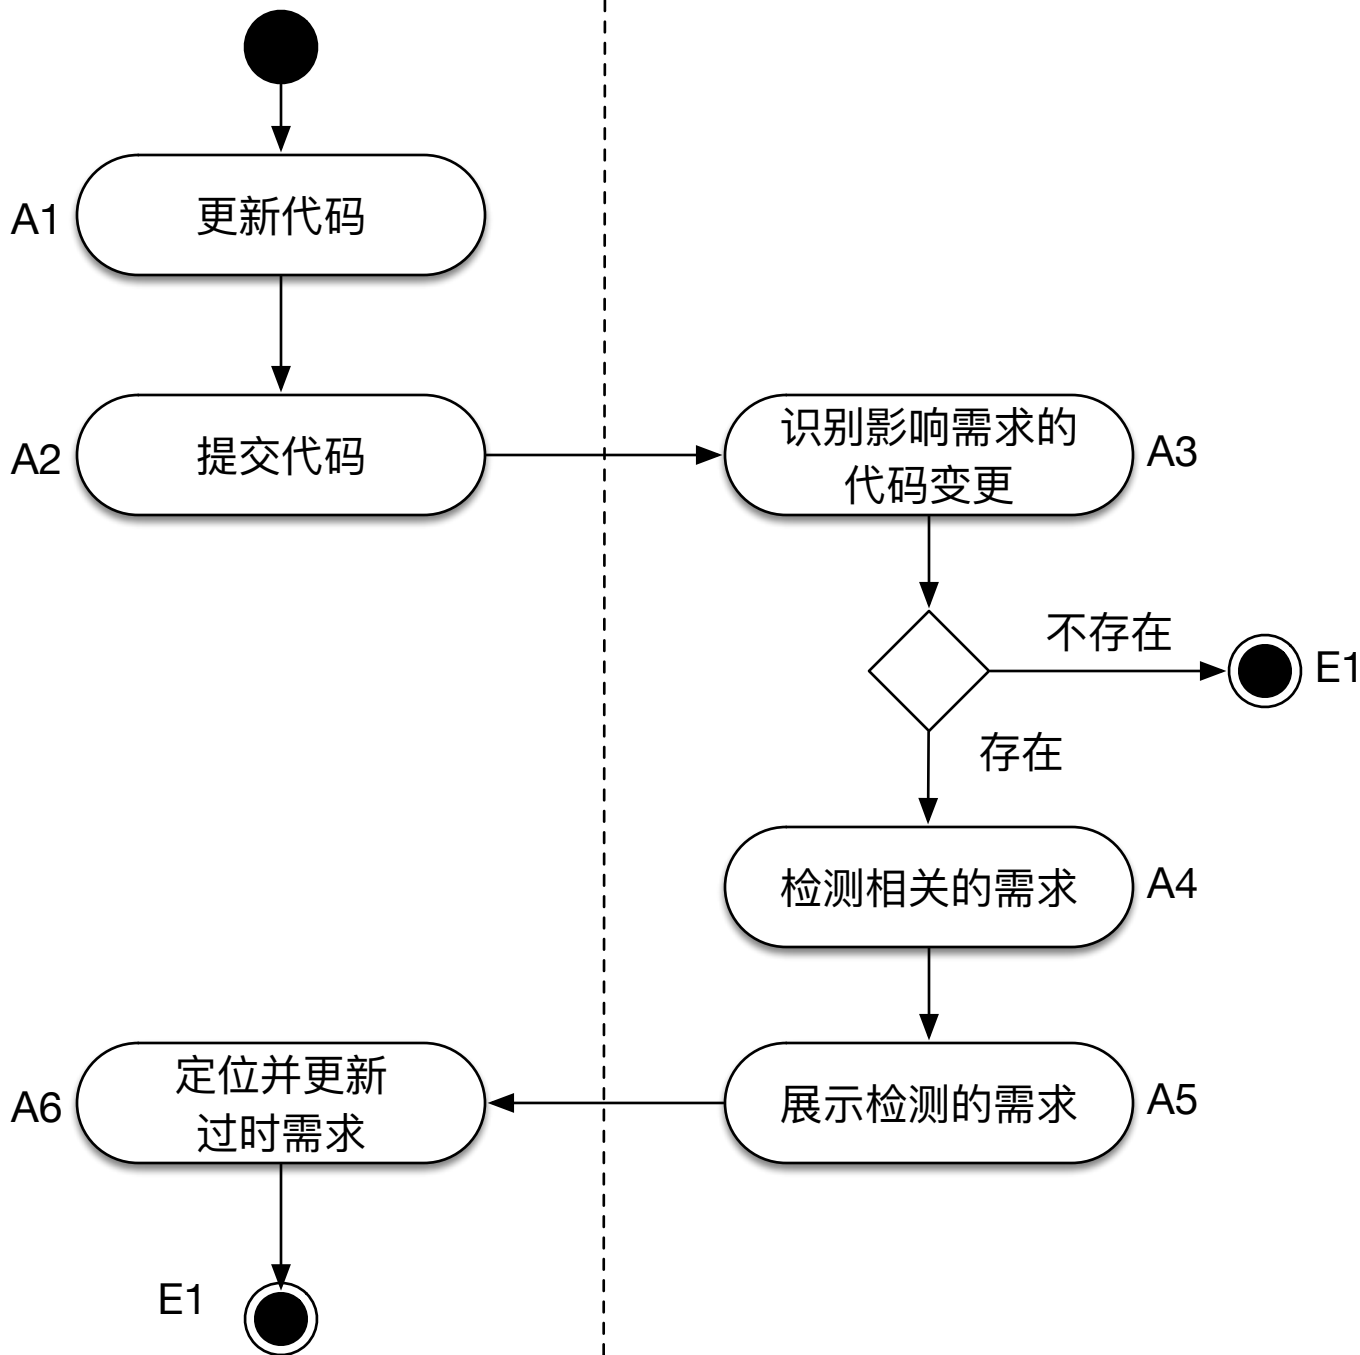 A1
更新代码
A2
提交代码
识别影响需求的
代码变更
A3
不存在
E1
存在
检测相关的需求
A4
A6
定位并更新
过时需求
展示检测的需求
A5
E1